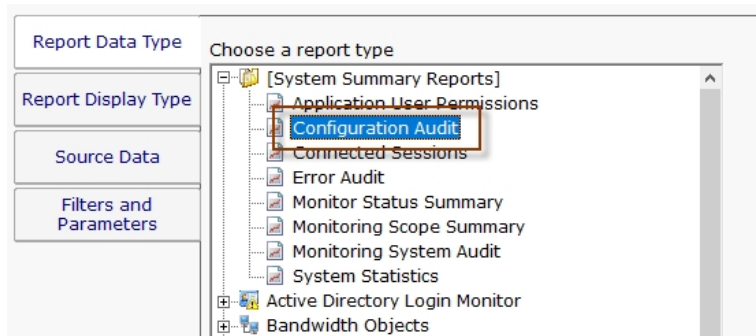 Report Data Type
Report Display Type
Source Data
Filters and
Parameters
Choose a report type
[System Summary Reports]
Application User Permissions
Configuration Audit
Connected Sessions
Error Audit
Monitor Status Summary
Monitoring Scope Summary
Monitoring System Audit
System Statistics
Active Directory Login Monitor
Bandwidth Objects